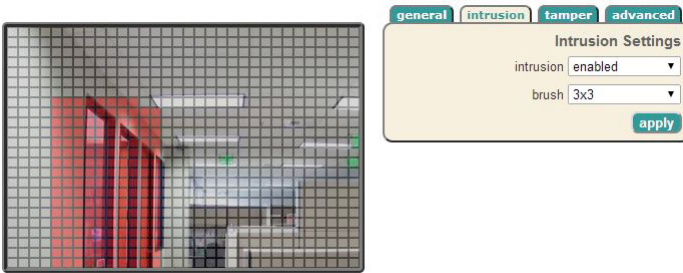 general intrusion tamper advanced
Intrusion Settings
intrusion enabled
brush 3x3
apply